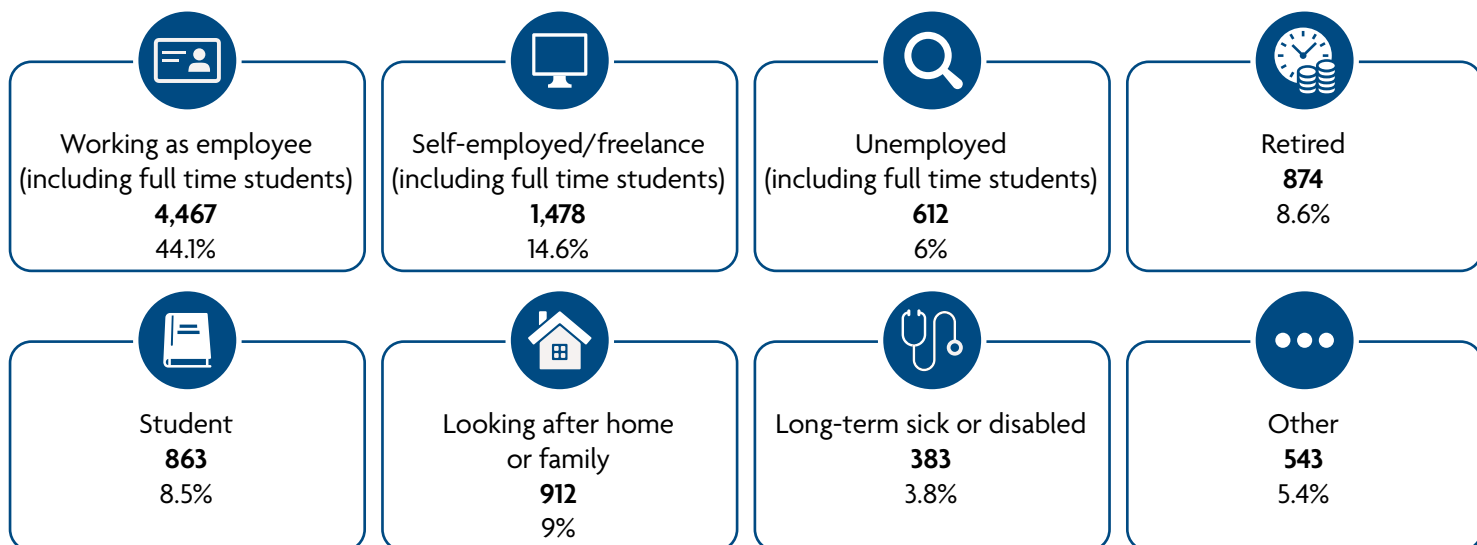 Working as employee
(including full time students)
4,467
44.1%
Self-employed/freelance
(including full time students)
1,478
14.6%
Unemployed
(including full time students)
612
6%
Retired
874
8.6%
Student
863
8.5%
Looking after home
or family
912
9%
Long-term sick or disabled
383
3.8%
Other
543
5.4%